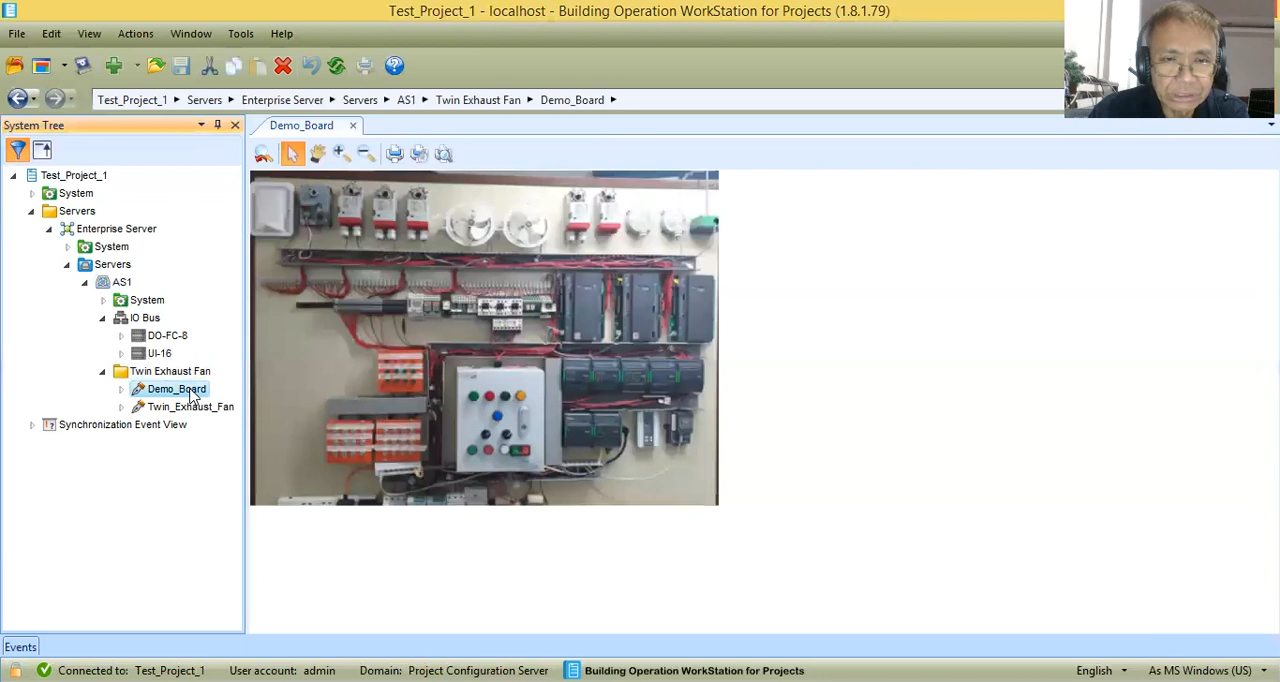 Test_Project_1 - localhost - Building Operation WorkStation for Projects (1.8.1.79)
File Edit View Actions Window Help Tools
Test_Project_1 Servers Enterprise Server Servers AS1 Twin Exhaust Fan Demo_Board
System Tree
Demo_Board
Test_Project_1
System
Servers
Enterprise Server
System
Servers
AS1
System
IO Bus
DO-FC-8
UI-16
Twin Exhaust Fan
Demo_Board
Twin_Exhaust_Fan
Synchronization Event View
Events
Connected to: Test_Project_1 User account: admin Domain: Project Configuration Server Building Operation WorkStation for Projects English As MS Windows (US)